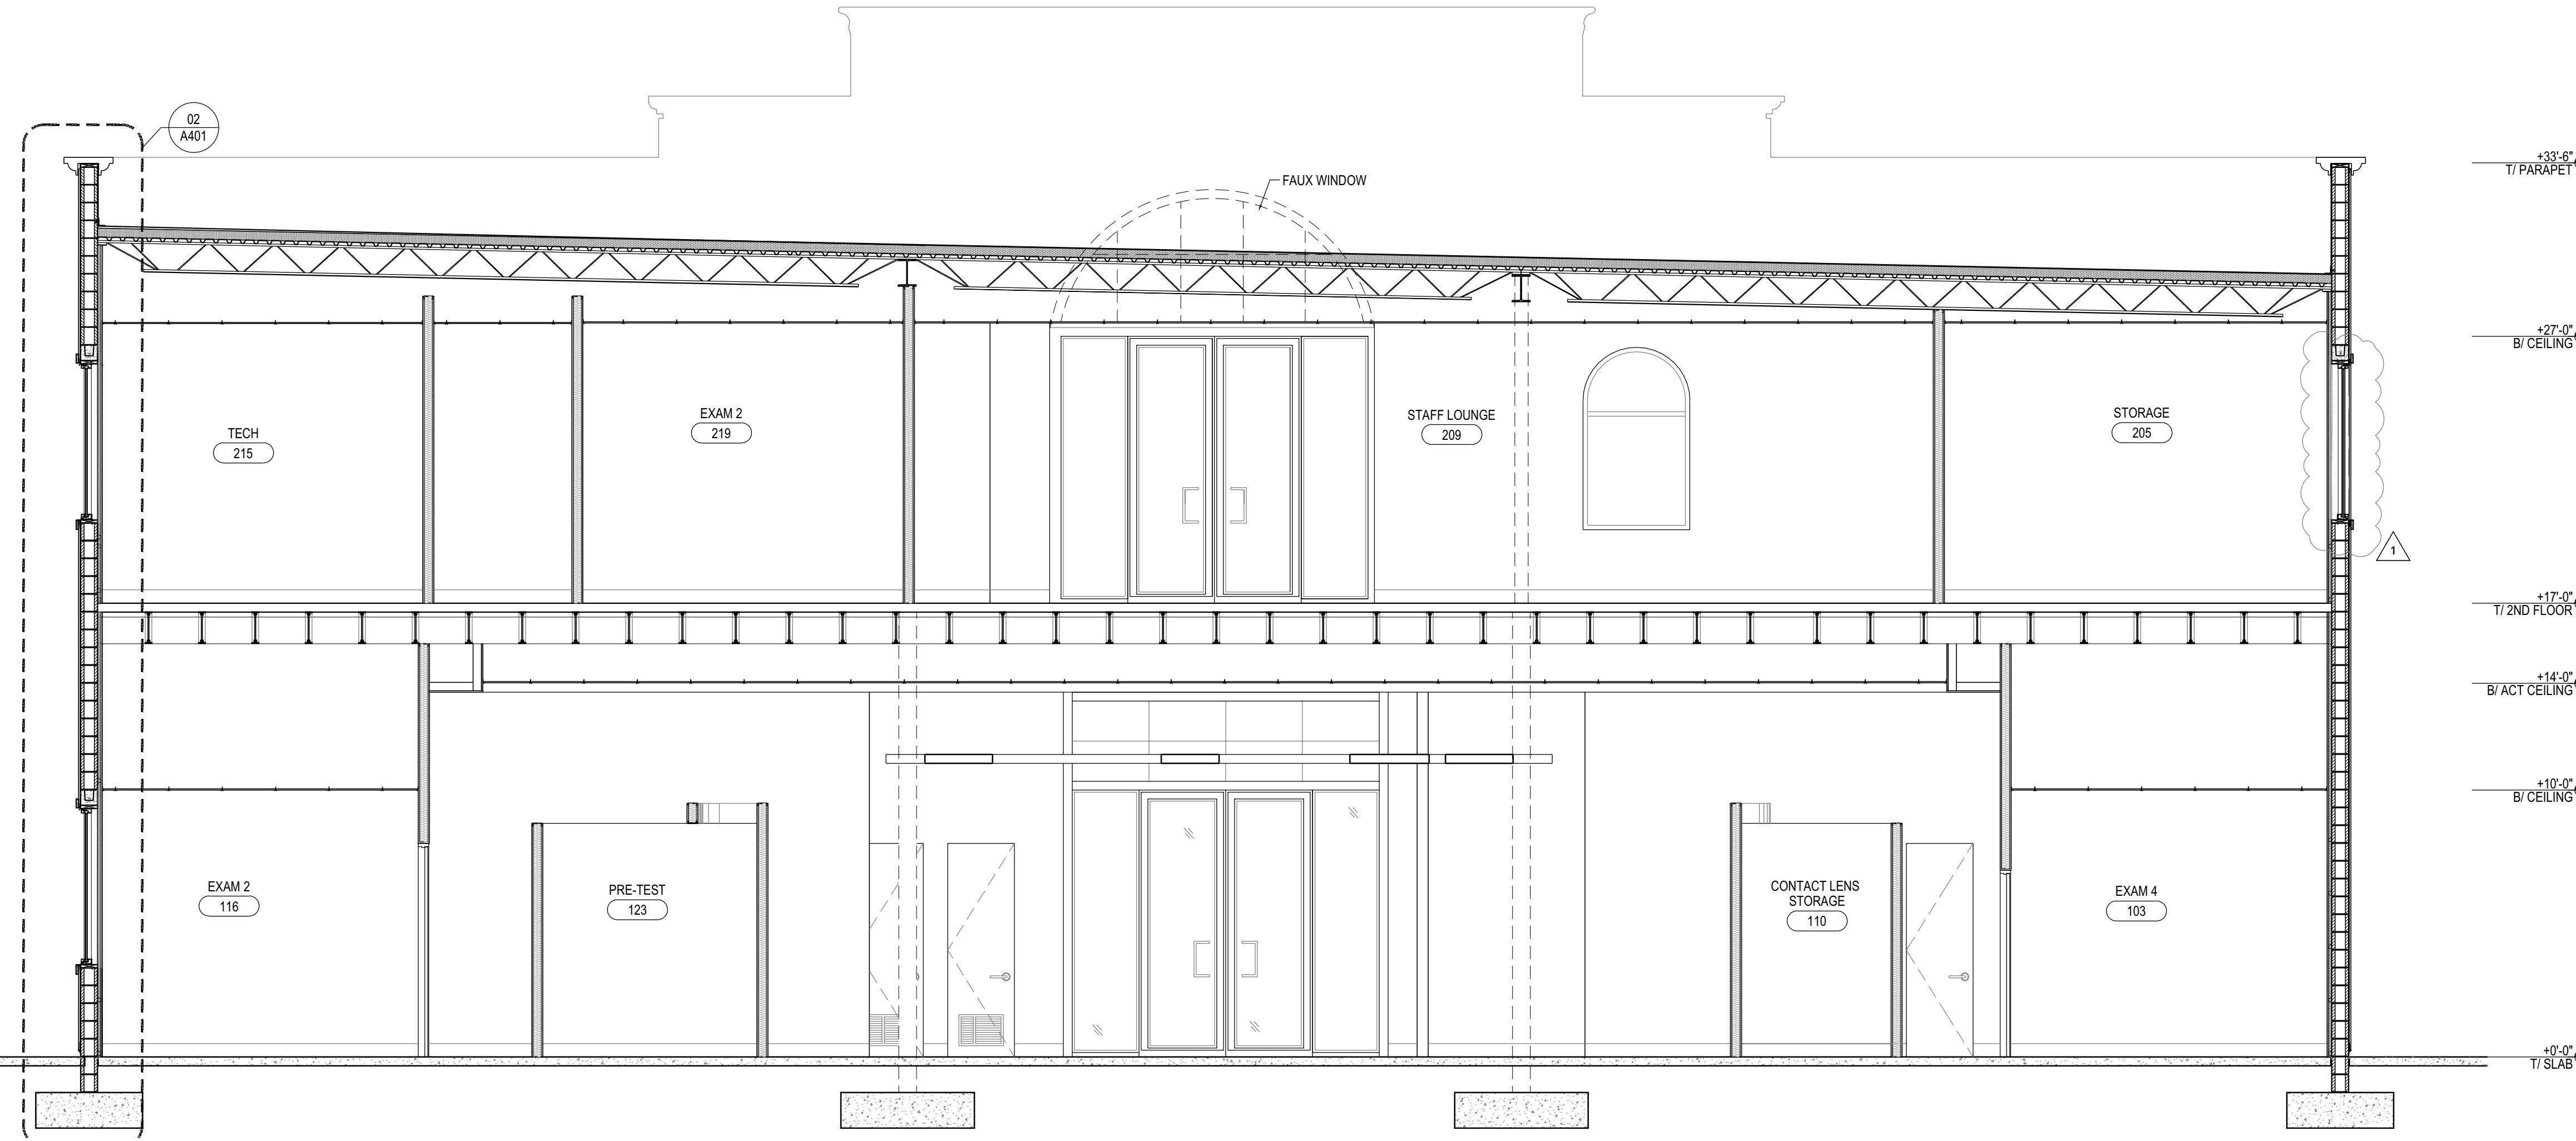 02
A401
+33'-6"
T/ PARAPET
FAUX WINDOW
+27'-0"
B/ CEILING
TECH
215
EXAM 2
219
STAFF LOUNGE
209
STORAGE
205
1
+17'-0"
T/ 2ND FLOOR
+14'-0"
B/ ACT CEILING
+10'-0"
B/ CEILING
EXAM 2
116
PRE-TEST
123
CONTACT LENS
STORAGE
110
EXAM 4
103
+0'-0"
T/ SLAB